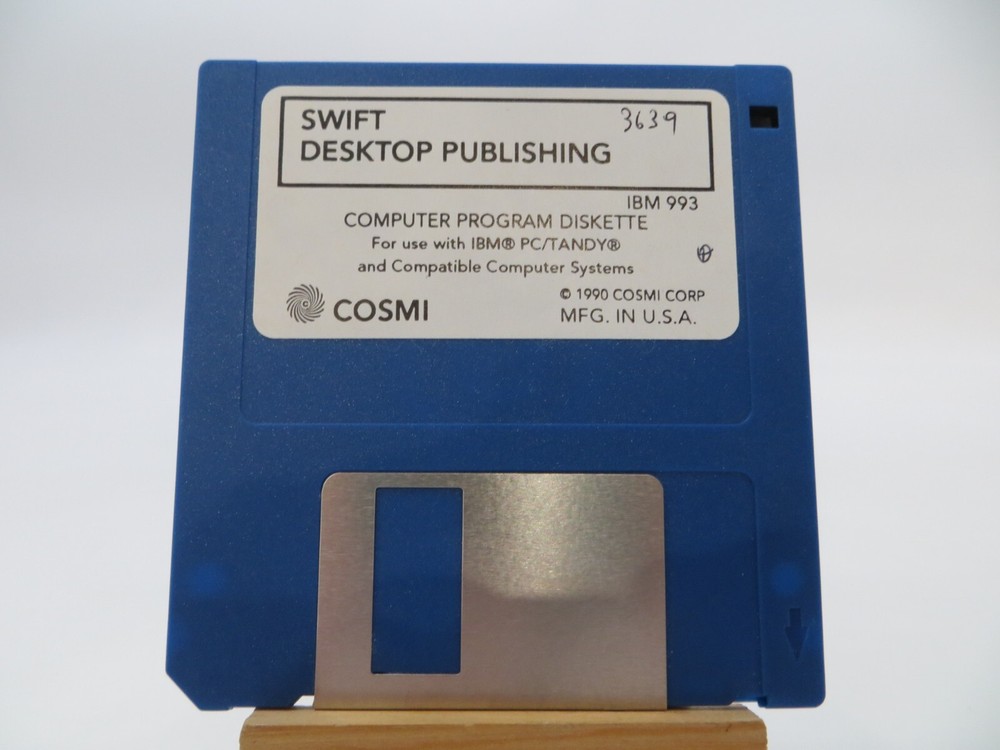 SWIFT 3639
DESKTOP PUBLISHING
IBM 993
COMPUTER PROGRAM DISKETTE
For use with IBM® PC/TANDY®
and Compatible Computer Systems
COSMI
© 1990 COSMI CORP
MFG. IN U.S.A.